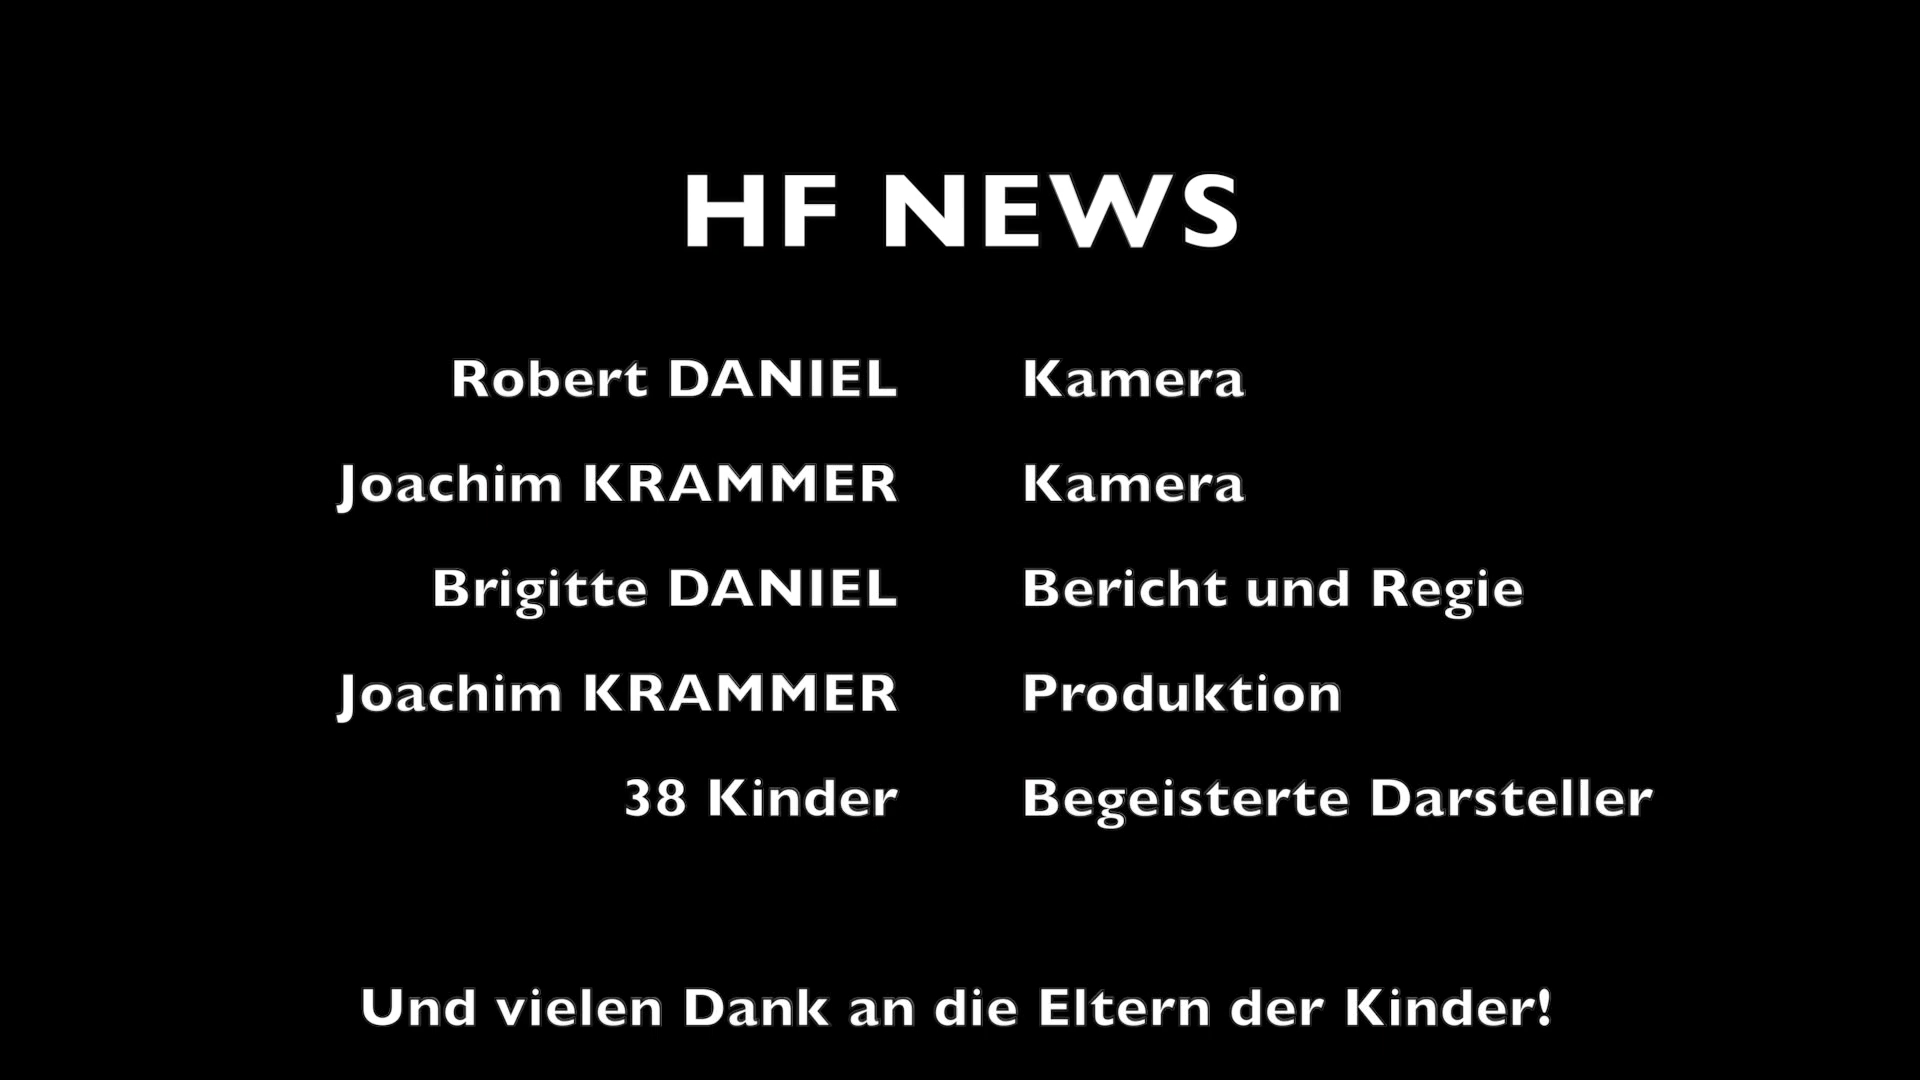 HF NEWS
Robert DANIEL Kamera
Joachim KRAMMER Kamera
Brigitte DANIEL Bericht und Regie
Joachim KRAMMER Produktion
38 Kinder Begeisterte Darsteller
Und vielen Dank an die Eltern der Kinder!